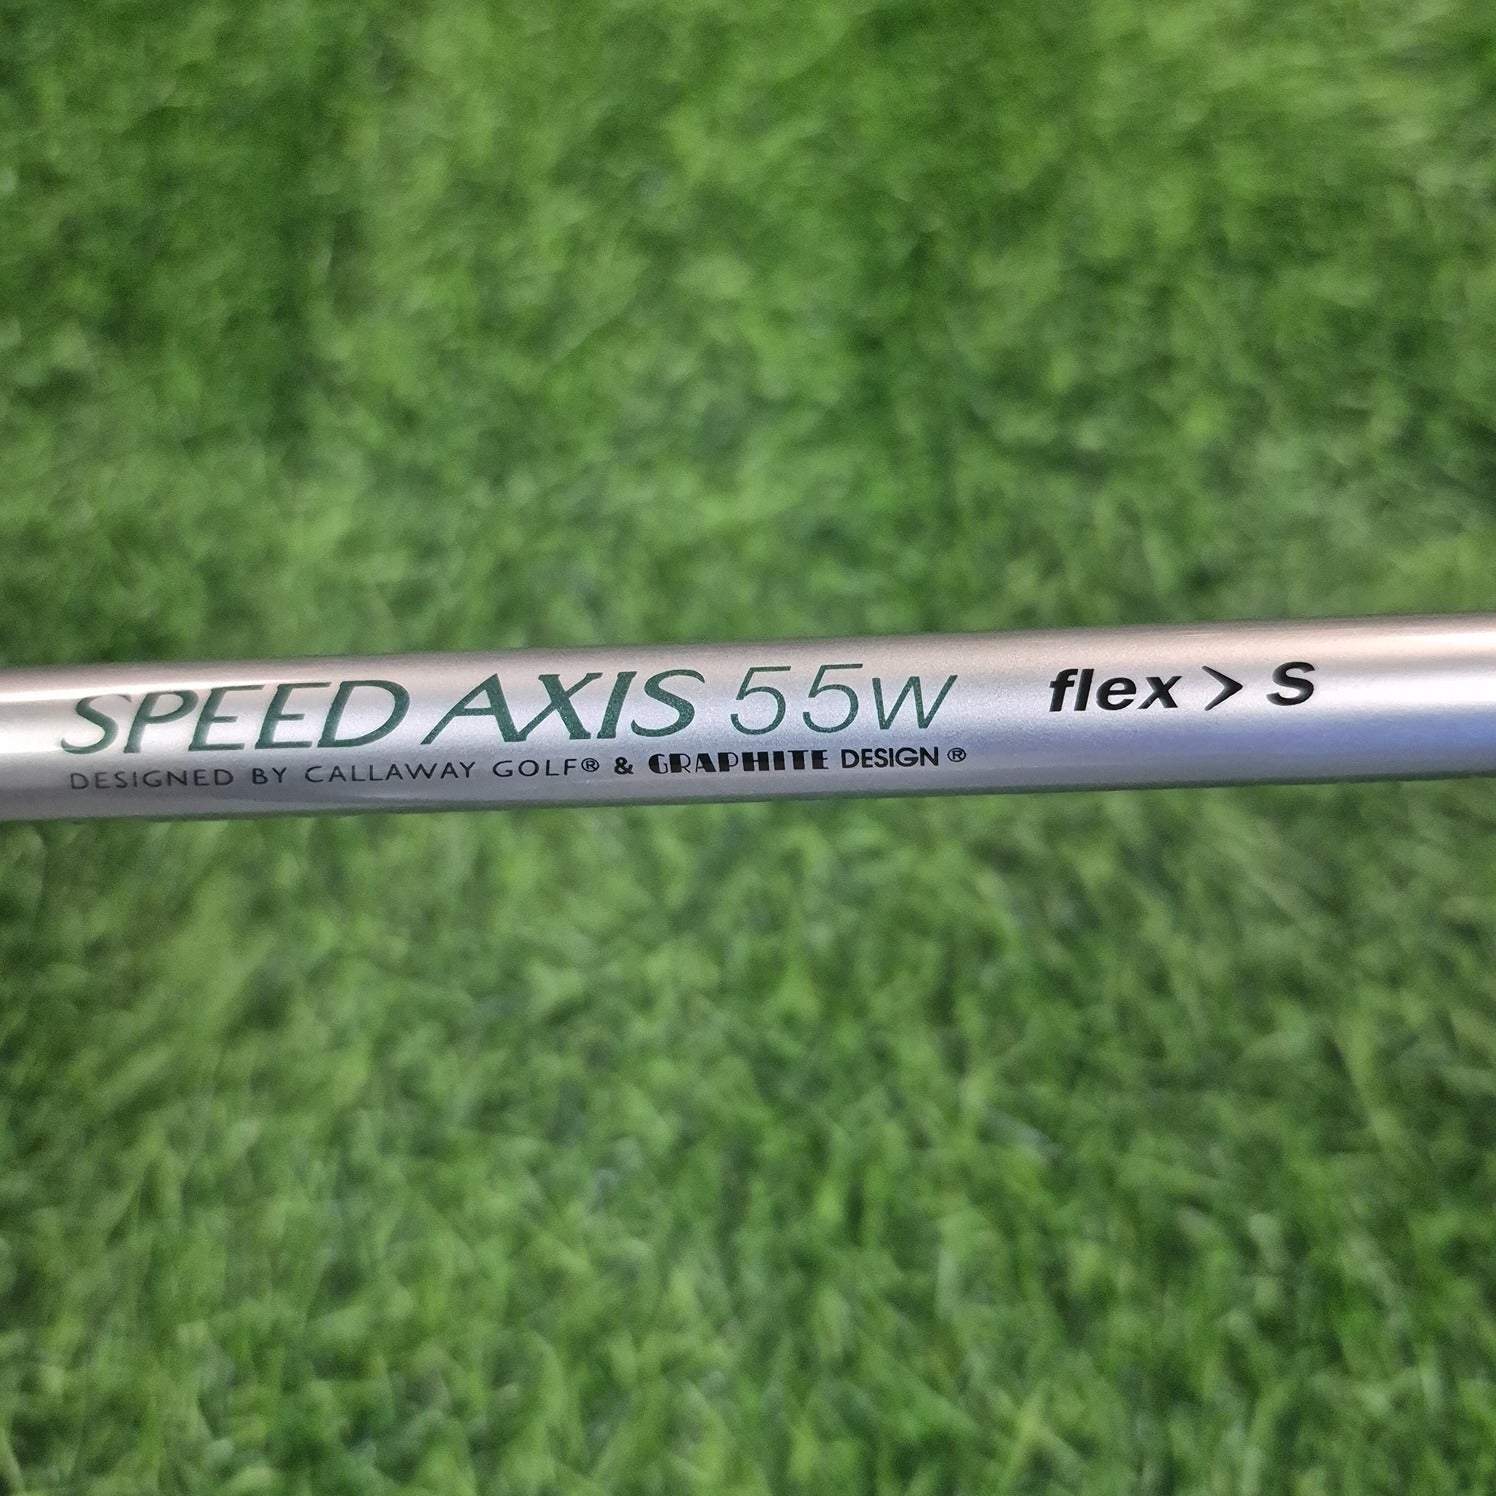 SPEED AXIS 55w flex > S
DESIGNED BY CALLAWAY GOLF® & GRAPHITE DESIGN ®